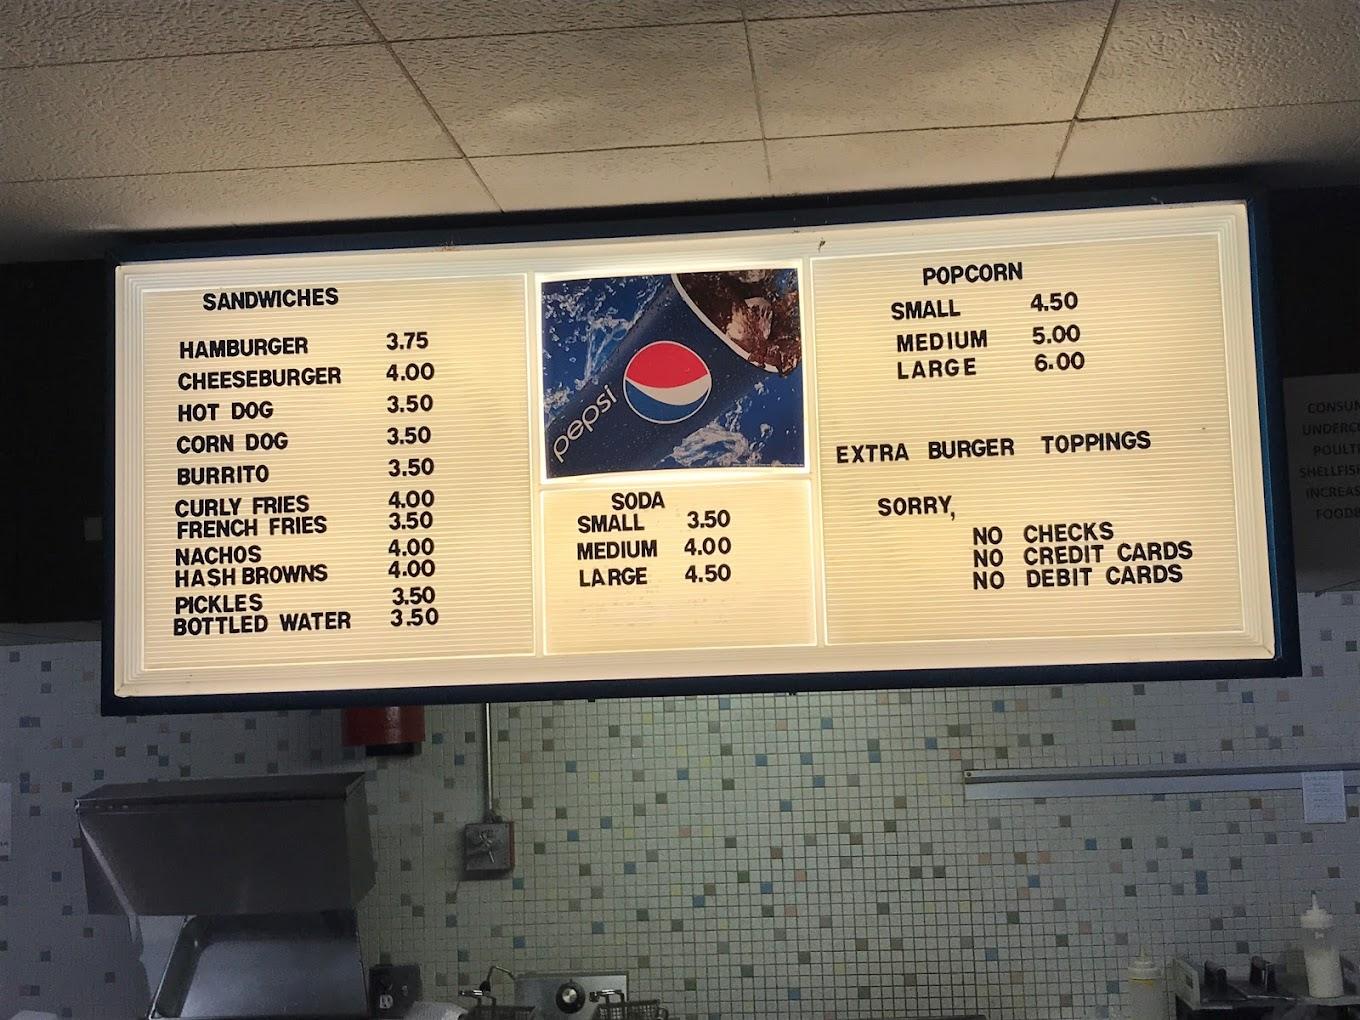 SANDWICHES
HAMBURGER 3.75
CHEESEBURGER 4.00
HOT DOG 3.50
CORN DOG 3.50
BURRITO 3.50
CURLY FRIES 4.00
FRENCH FRIES 3.50
NACHOS 4.00
HASH BROWNS 4.00
PICKLES 3.50
BOTTLED WATER 3.50
pepsi
SODA
SMALL 3.50
MEDIUM 4.00
LARGE 4.50
POPCORN
SMALL 4.50
MEDIUM 5.00
LARGE 6.00
EXTRA BURGER TOPPINGS
SORRY,
NO CHECKS
NO CREDIT CARDS
NO DEBIT CARDS